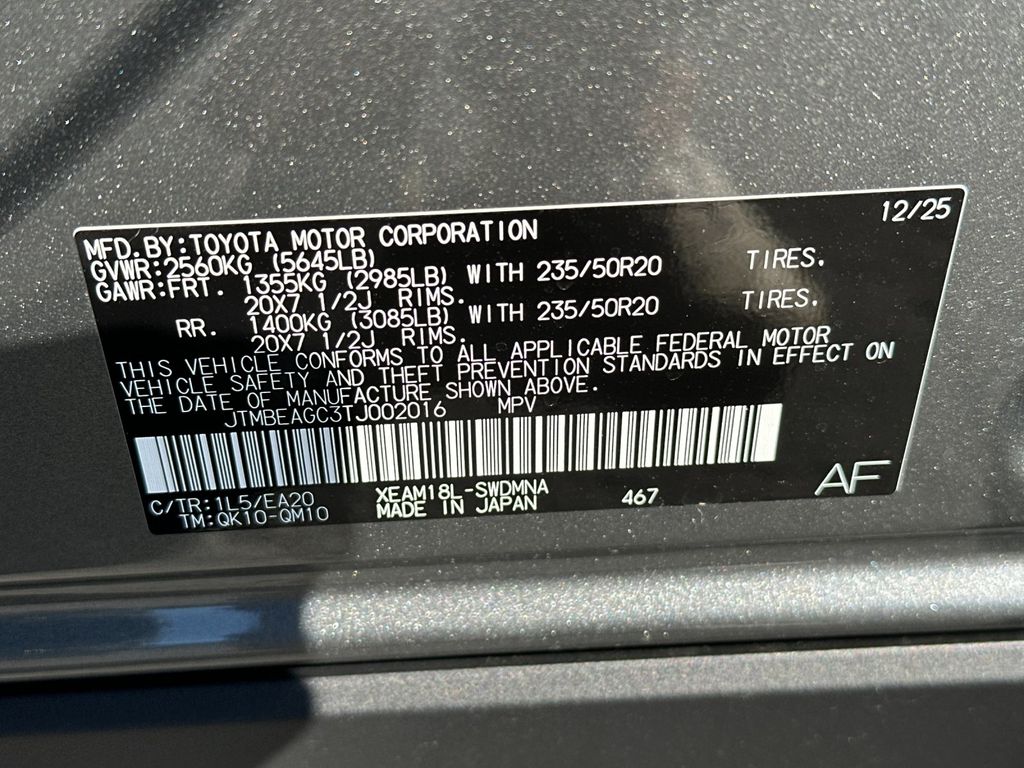 12/25
MFD.BY:TOYOTA MOTOR CORPORATION
GVWR:2560KG (5645LB)
GAWR:FRT. 1355KG (2985LB) WITH 235/50R20 TIRES.
20X7 1/2J RIMS.
RR. 1400KG (3085LB) WITH 235/50R20 TIRES.
20X7 1/2J RIMS.
THIS VEHICLE CONFORMS TO ALL APPLICABLE FEDERAL MOTOR
VEHICLE SAFETY AND THEFT PREVENTION STANDARDS IN EFFECT ON
THE DATE OF MANUFACTURE SHOWN ABOVE.
JTMBEAGC3TJ002016 MPV
C/TR:1L5/EA20 XEAM18L-SWDMNA 467 AF
TM:QK10-QM10 MADE IN JAPAN